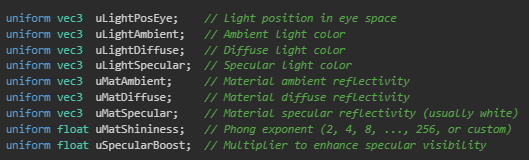 uniform vec3  uLightPosEye;    // Light position in eye space
uniform vec3  uLightAmbient;   // Ambient light color
uniform vec3  uLightDiffuse;   // Diffuse light color
uniform vec3  uLightSpecular;  // Specular light color
uniform vec3  uMatAmbient;     // Material ambient reflectivity
uniform vec3  uMatDiffuse;     // Material diffuse reflectivity
uniform vec3  uMatSpecular;    // Material specular reflectivity (usually white)
uniform float uMatShininess;   // Phong exponent (2, 4, 8, ..., 256, or custom)
uniform float uSpecularBoost;  // Multiplier to enhance specular visibility